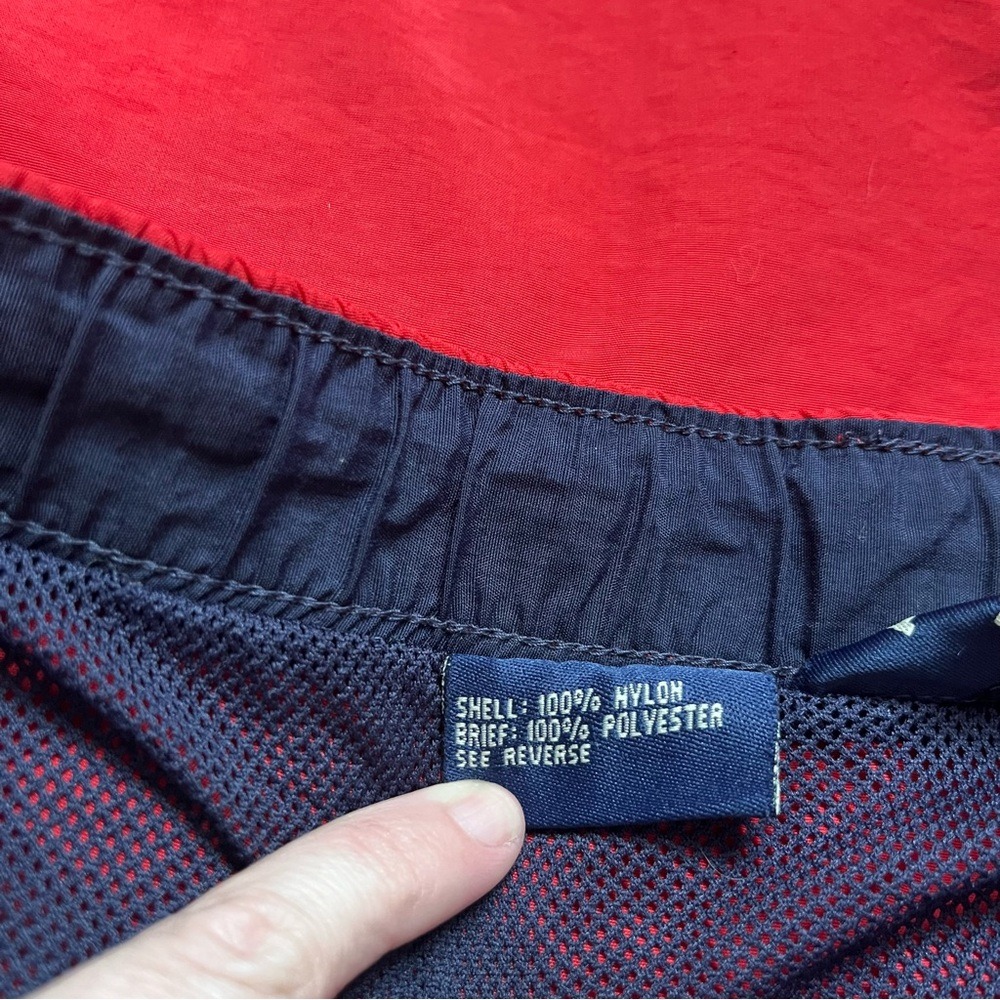 SHELL: 100% NYLON
BRIEF: 100% POLYESTER
SEE REVERSE